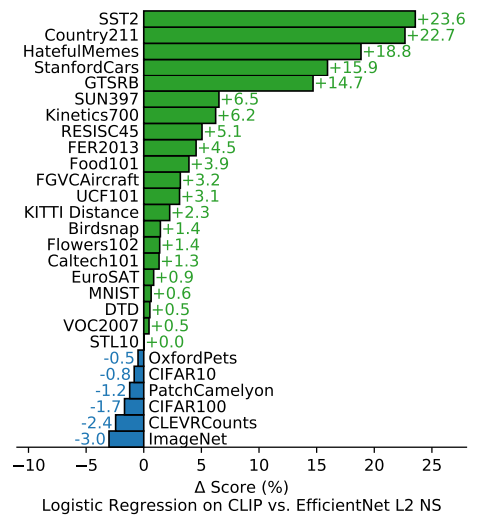 SST2 +23.6
Country211 +22.7
HatefulMemes +18.8
StanfordCars +15.9
GTSRB +14.7
SUN397 +6.5
Kinetics700 +6.2
RESISC45 +5.1
FER2013 +4.5
Food101 +3.9
FGVCAircraft +3.2
UCF101 +3.1
KITTI Distance +2.3
Birdsnap +1.4
Flowers102 +1.4
Caltech101 +1.3
EuroSAT +0.9
MNIST +0.6
DTD +0.5
VOC2007 +0.5
STL10 +0.0
-0.5 OxfordPets
-0.8 CIFAR10
-1.2 PatchCamelyon
-1.7 CIFAR100
-2.4 CLEVRCounts
-3.0 ImageNet
−10 −5 0 5 10 15 20 25
Δ Score (%)
Logistic Regression on CLIP vs. EfficientNet L2 NS